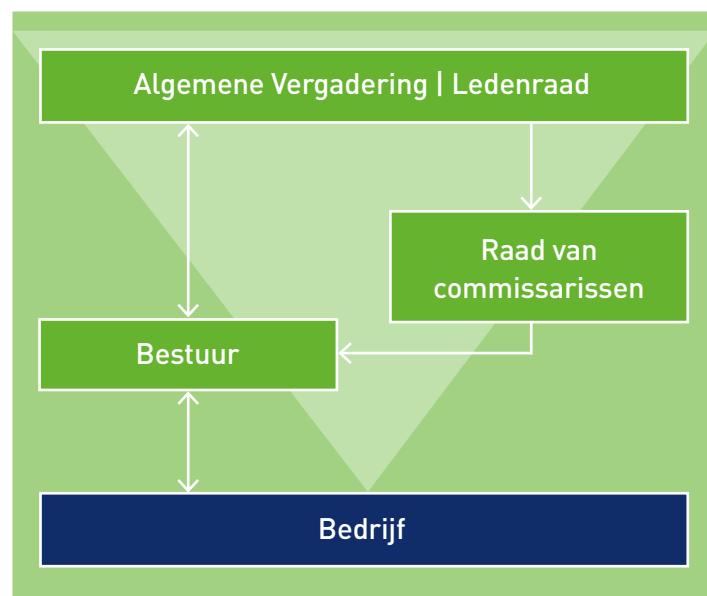 Algemene Vergadering | Ledenraad
Raad van
commissarissen
Bestuur
Bedrijf